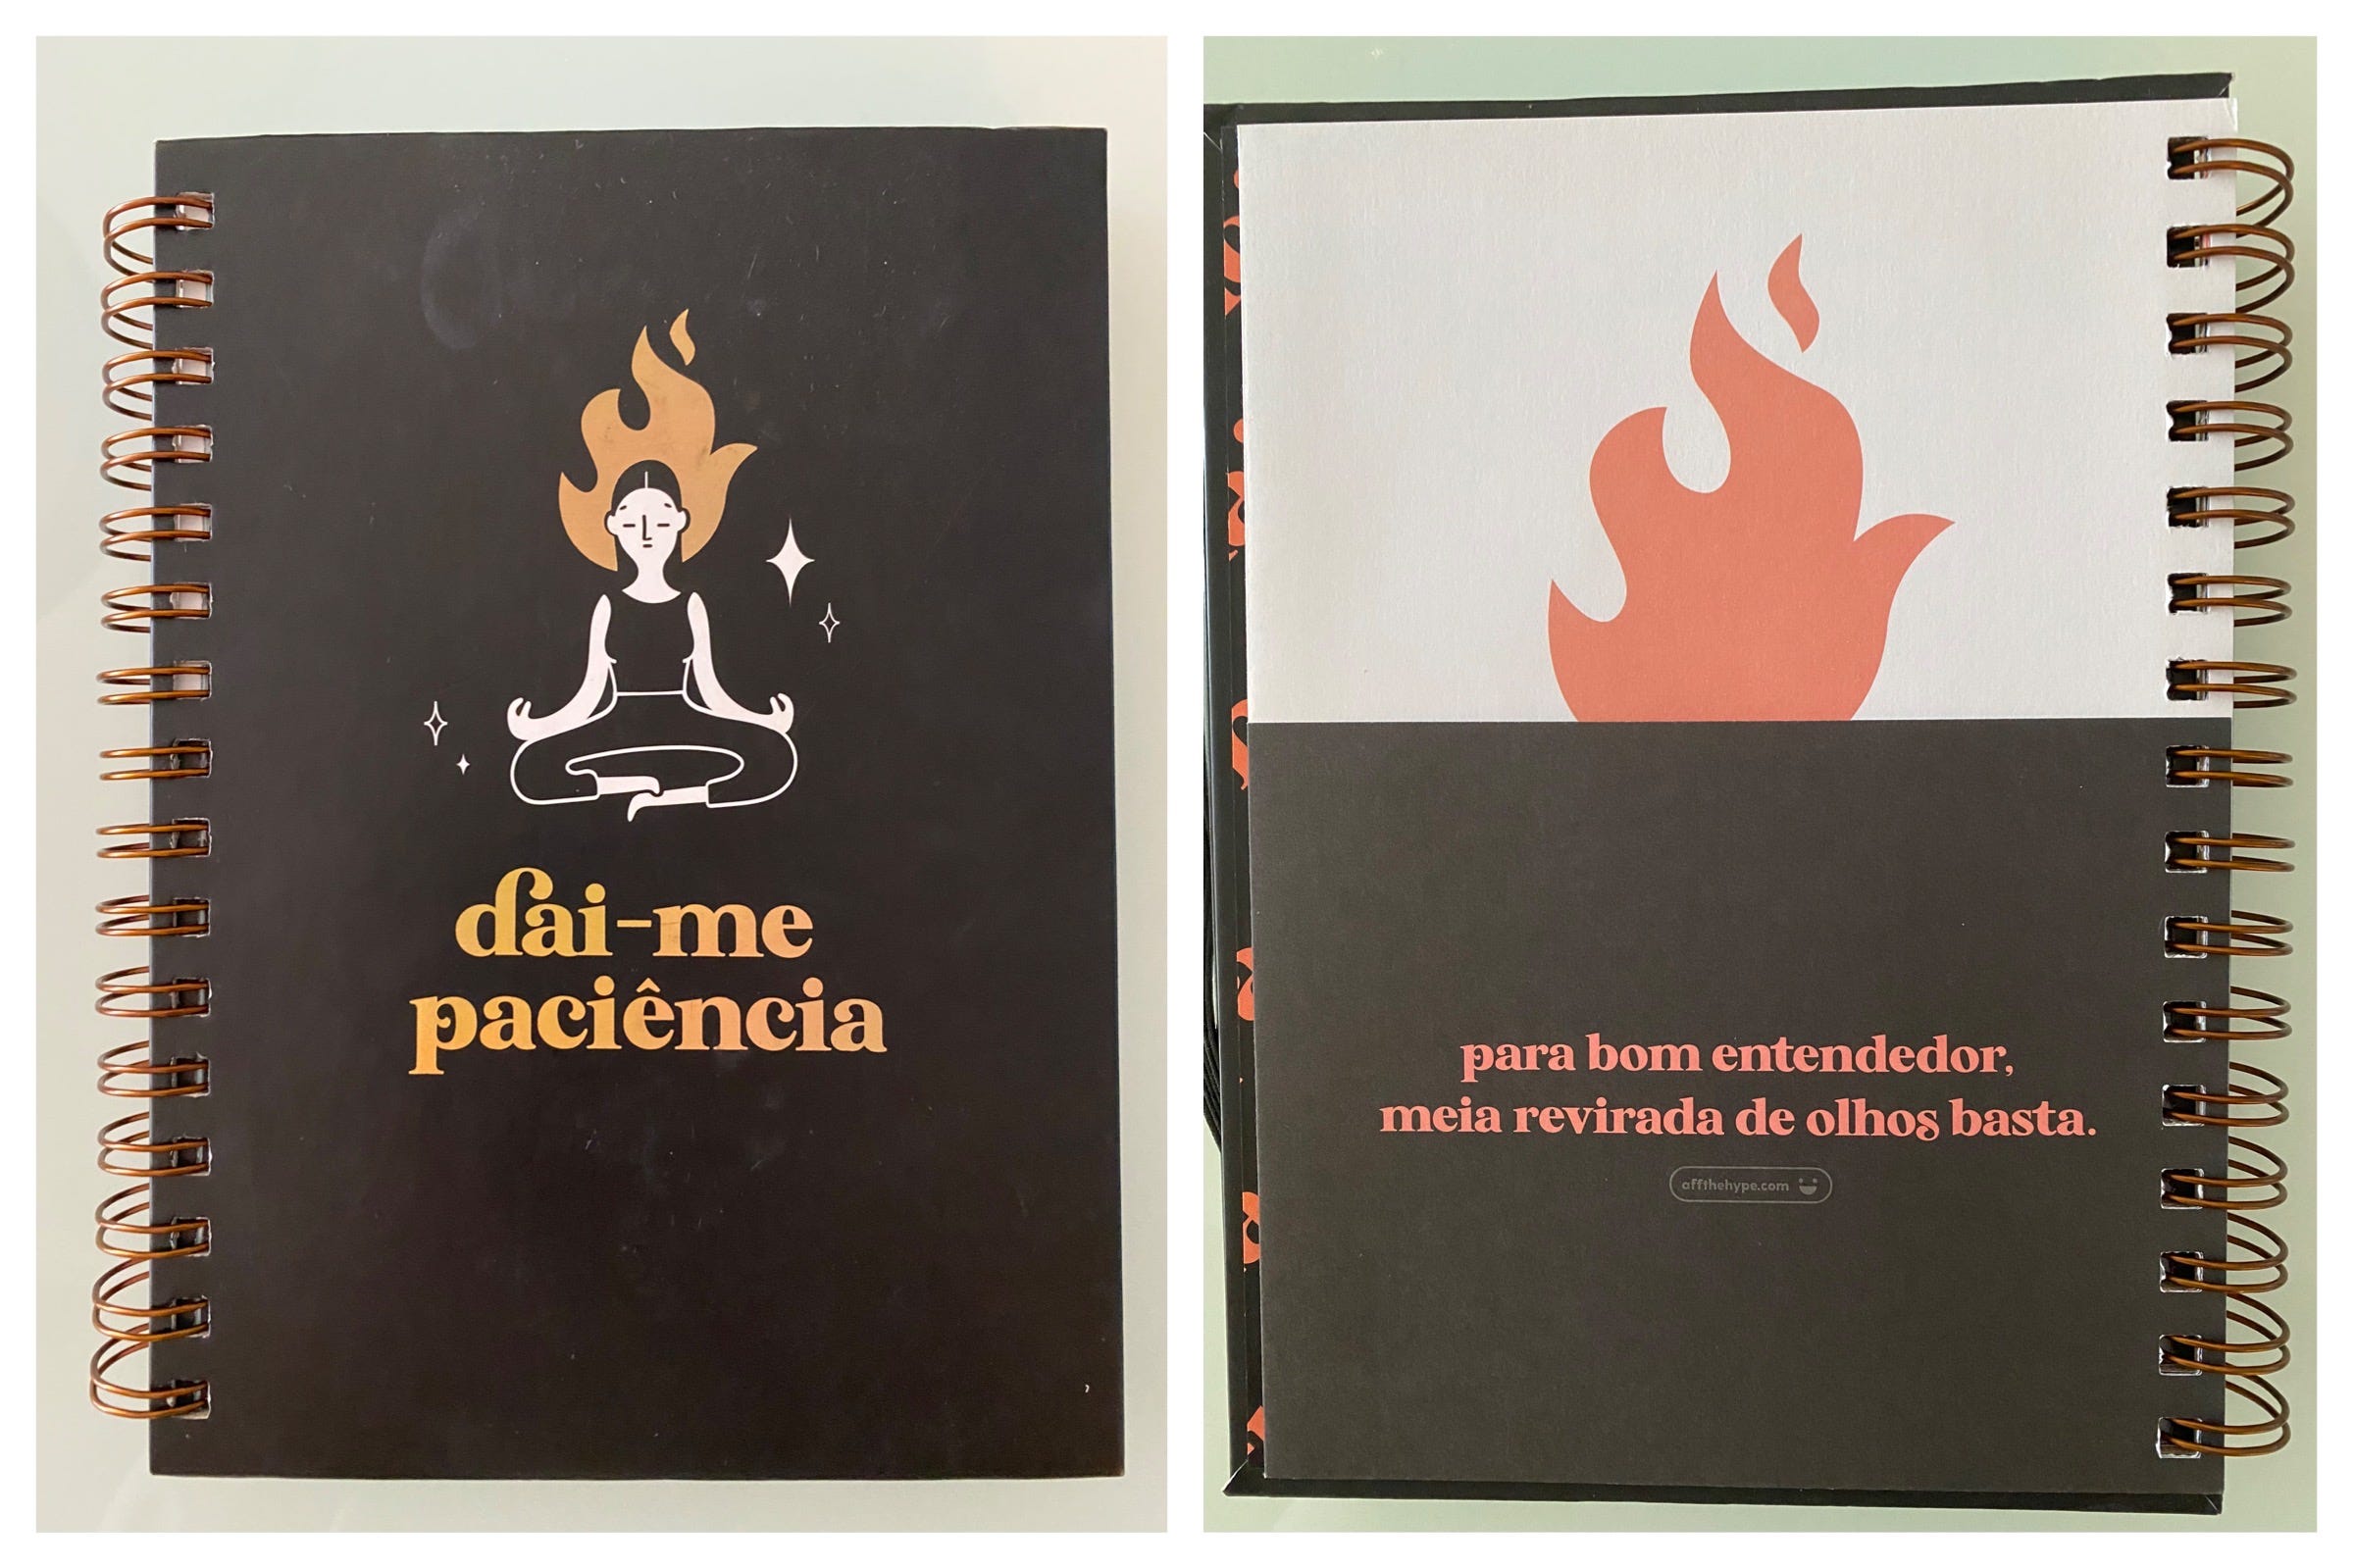 dai-me
paciência
para bom entendedor,
meia revirada de olhos basta.
affthehype.com